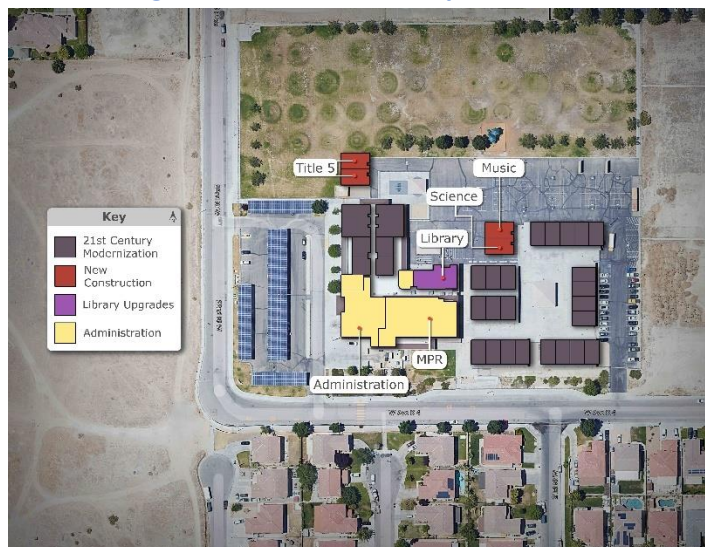 Title 5
Music
Science
Library
Key
21st Century
Modernization
New
Construction
Library Upgrades
Administration
MPR
Administration